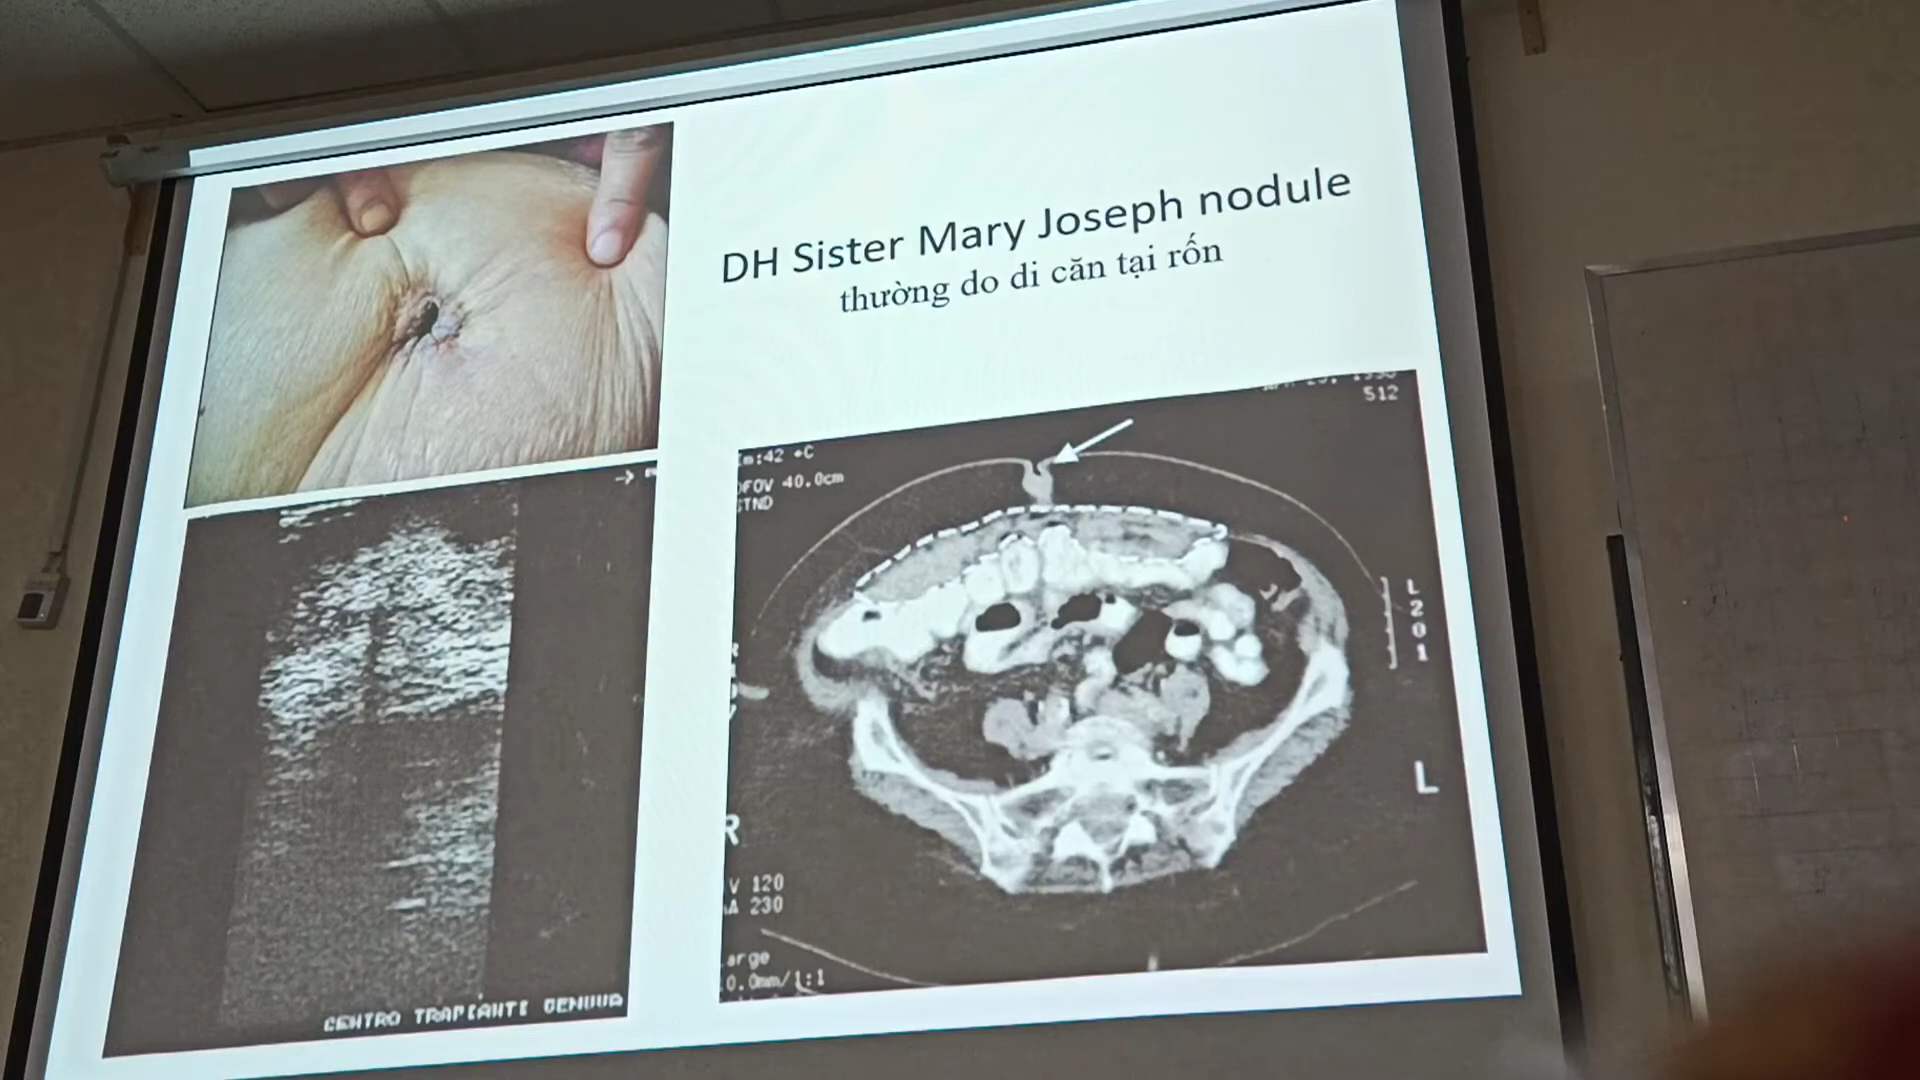 DH Sister Mary Joseph nodule
thường do di căn tại rốn
S12
m:42 +C
DFOV 40.0cm
STND
R
L
201
L
V 120
A 230
arge
0.0mm/1:1
CENTRO TRAPIANTI GENOVA